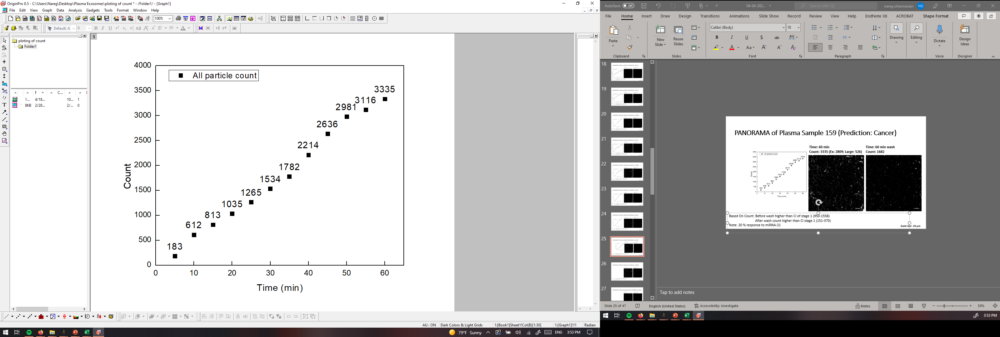 OriginPro 8.5 - C:\Users\Nareg\Desktop\Plasma Exosomes\ploting of count * - /Folder1/ - [Graph1]
File Edit View Graph Data Analysis Gadgets Tools Format Window Help
100%
Default: A 0 B I U
ploting of count
Folder1
1... 4/18... 10... 1
8KB 2/28... 2/... 0
1
All particle count
4000
3500
3000
2500
2000
1500
1000
500
0
Count
183
612
813
1035
1265
1534
1782
2214
2636
2981
3116
3335
0 10 20 30 40 50 60
Time (min)
AU : ON Dark Colors & Light Grids 1:[Book1]Sheet1!Col(B)[1:30] 1:[Graph1]1!1 Radian
79°F Sunny ENG 3:53 PM
AutoSave Off 04-04-202... Search (Alt+Q) nareg ohannesian NO
File Home Insert Draw Design Transitions Animations Slide Show Record Review View Help EndNote X8 ACROBAT Shape Format
Paste New Slide Reuse Slides Calibri (Body) 18 Drawing Editing Dictate Design Ideas
Clipboard Slides Font Paragraph Voice Designer
18
19
20
21
22
23
24
25
26
27
PANORAMA of Plasma Sample 159 (Prediction: Cancer)
Time: 60 min
Count: 3335 (Ex: 2809; Large: 526)
Time: 60 min wash
Count: 1682
Based On Count: Before wash higher than CI of stage 1 (950-1558)
After wash count higher than CI stage 1 (151-370)
Note: 20 % response to miRNA-21
Scale bar: 10 µm
Tap to add notes
Slide 25 of 47 English (United States) Accessibility: Investigate Notes 50%
3:53 PM